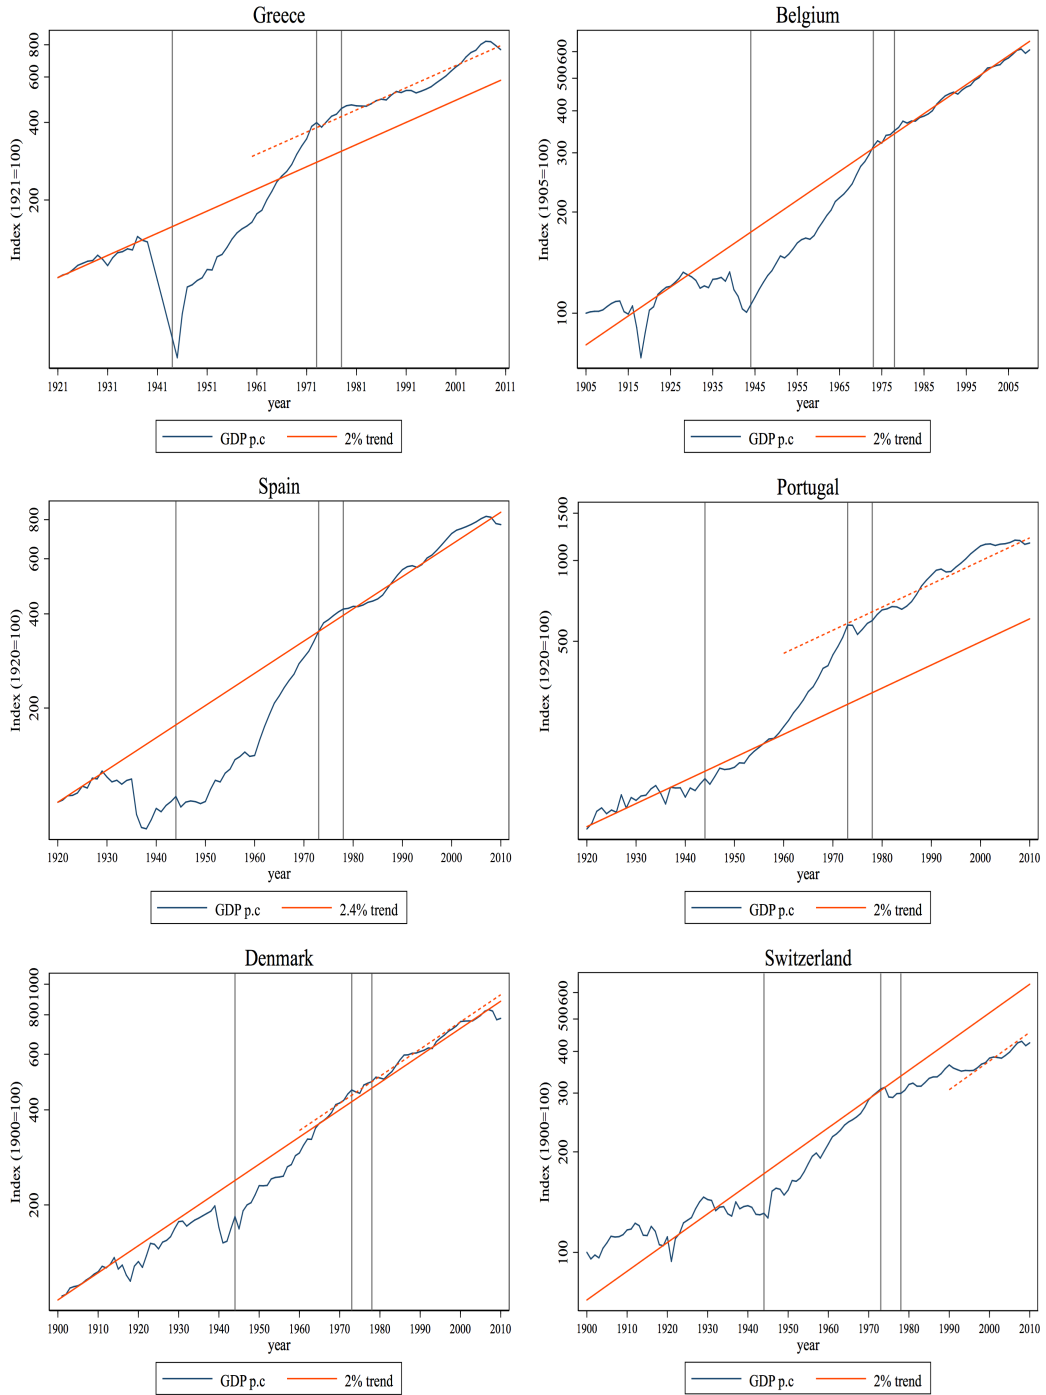 Greece
Index (1921=100)
800
600
400
200
1921 1931 1941 1951 1961 1971 1981 1991 2001 2011
year
GDP p.c 2% trend
Belgium
Index (1905=100)
500600
400
300
200
100
1905 1915 1925 1935 1945 1955 1965 1975 1985 1995 2005
year
GDP p.c 2% trend
Spain
Index (1920=100)
800
600
400
200
1920 1930 1940 1950 1960 1970 1980 1990 2000 2010
year
GDP p.c 2.4% trend
Portugal
Index (1920=100)
1500
1000
500
1920 1930 1940 1950 1960 1970 1980 1990 2000 2010
year
GDP p.c 2% trend
Denmark
Index (1900=100)
8001000
600
400
200
1900 1910 1920 1930 1940 1950 1960 1970 1980 1990 2000 2010
year
GDP p.c 2% trend
Switzerland
Index (1900=100)
500600
400
300
200
100
1900 1910 1920 1930 1940 1950 1960 1970 1980 1990 2000 2010
year
GDP p.c 2% trend